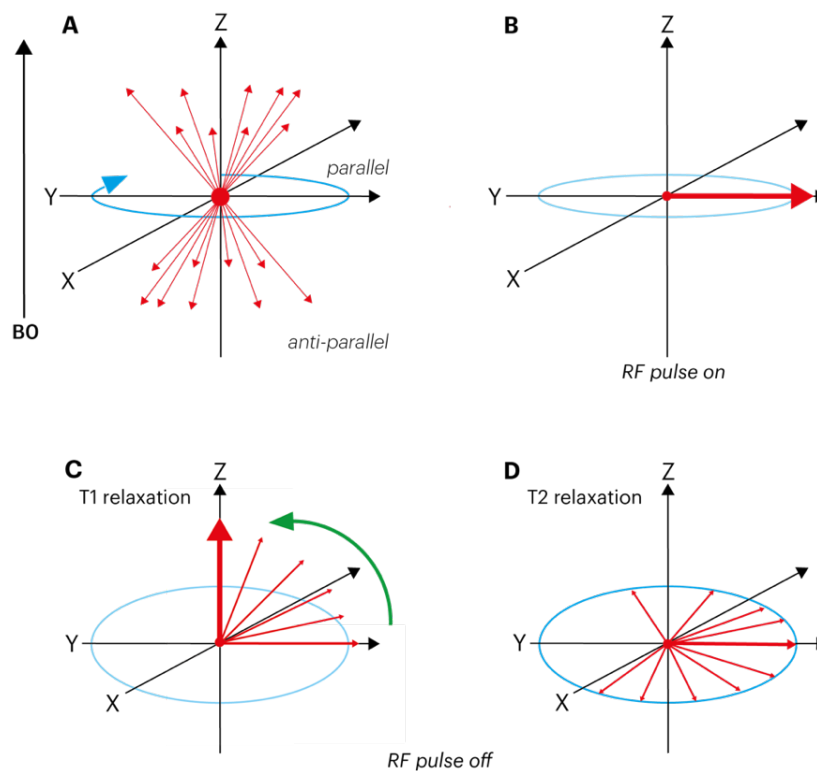 A
Z
parallel
Y
X
B0
anti-parallel
B
Z
Y
X
RF pulse on
C
Z
T1 relaxation
Y
X
D
Z
T2 relaxation
Y
X
RF pulse off